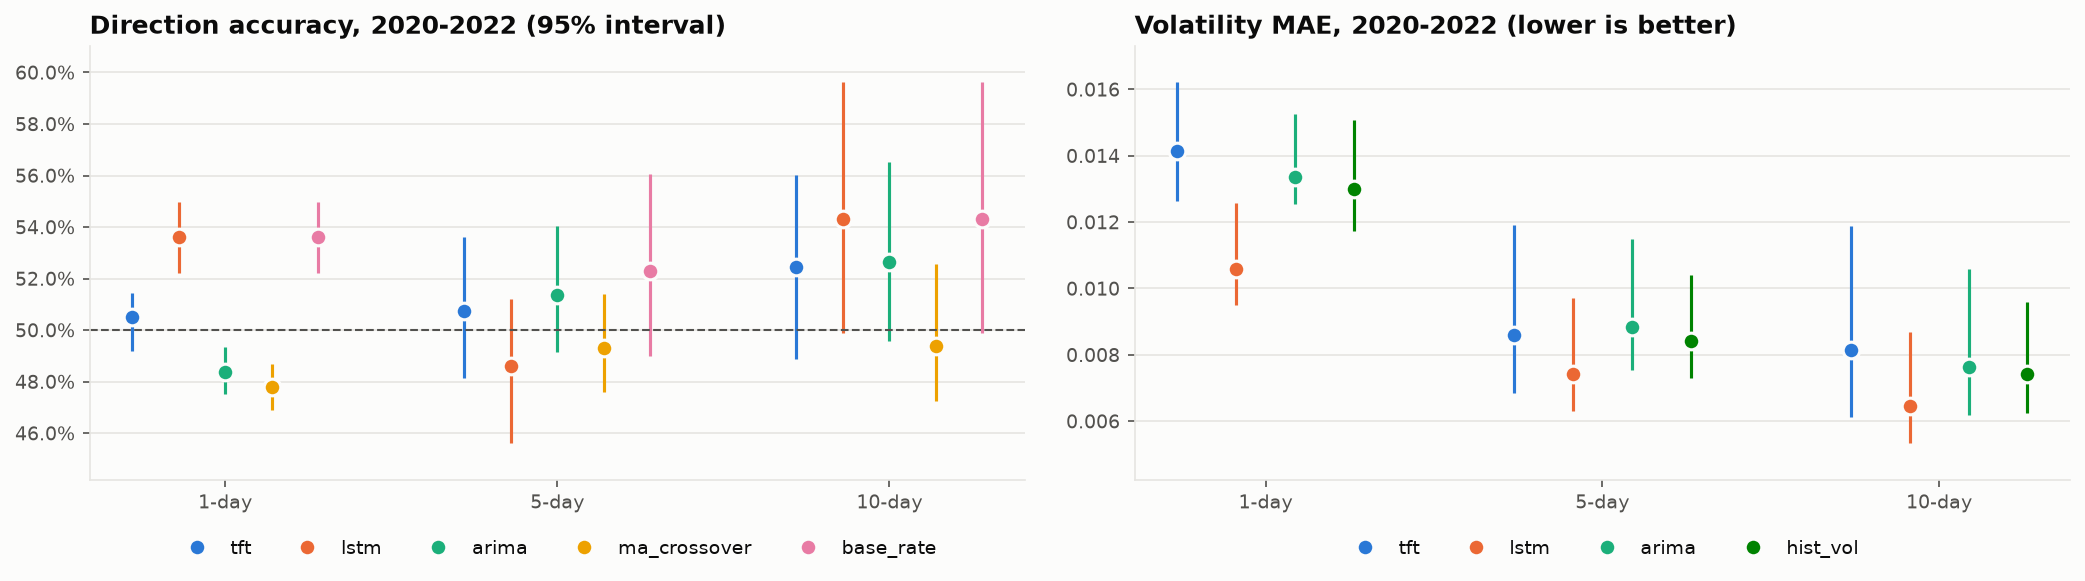 Direction accuracy, 2020-2022 (95% interval)
60.0%
58.0%
56.0%
54.0%
52.0%
50.0%
48.0%
46.0%
1-day
5-day
10-day
tft
lstm
arima
ma_crossover
base_rate
Volatility MAE, 2020-2022 (lower is better)
0.016
0.014
0.012
0.010
0.008
0.006
1-day
5-day
10-day
tft
lstm
arima
hist_vol